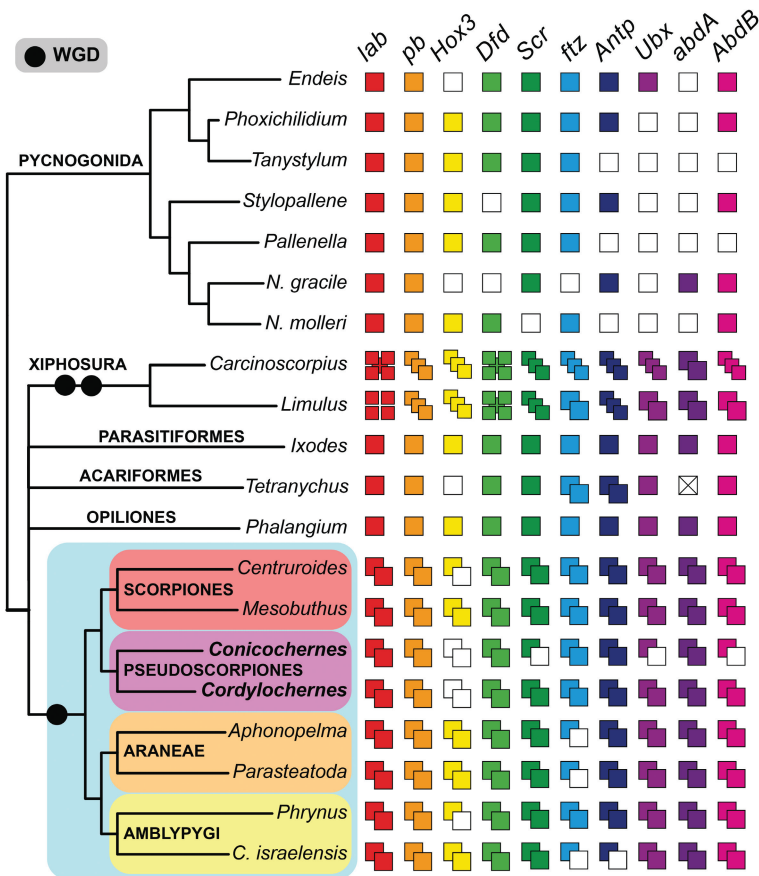 WGD
lab pb Hox3 Dfd Scr ftz Antp Ubx abdA AbdB
Endeis
Phoxichilidium
PYCNOGONIDA
Tanystylum
Stylopallene
Pallenella
N. gracile
N. molleri
XIPHOSURA
Carcinoscorpius
Limulus
PARASITIFORMES
Ixodes
ACARIFORMES
Tetranychus
OPILIONES
Phalangium
Centruroides
SCORPIONES
Mesobuthus
Conicochernes
PSEUDOSCORPIONES
Cordylochernes
Aphonopelma
ARANEAE
Parasteatoda
Phrynus
AMBLYPYGI
C. israelensis